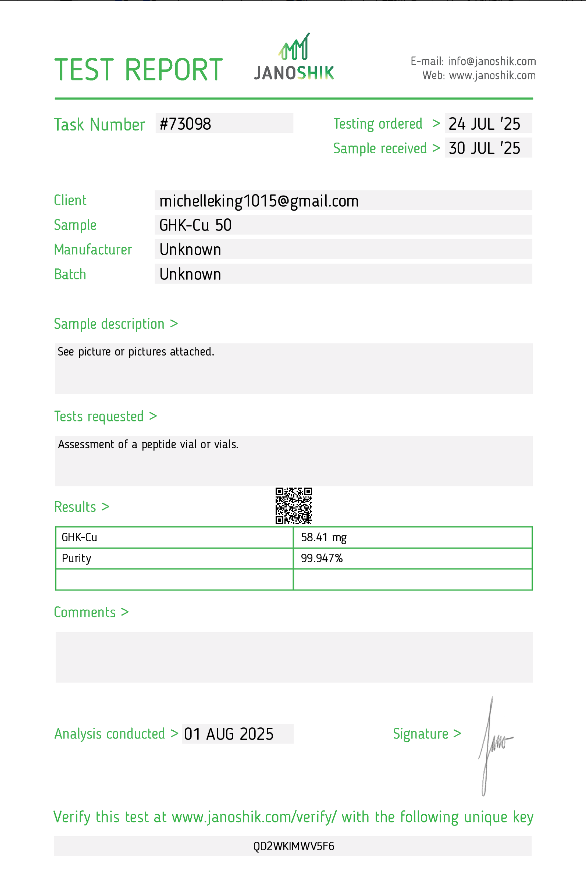 TEST REPORT
JANOSHIK
E-mail: info@janoshik.com
Web: www.janoshik.com
Task Number #73098
Testing ordered > 24 JUL '25
Sample received > 30 JUL '25
Client michelleking1015@gmail.com
Sample GHK-Cu 50
Manufacturer Unknown
Batch Unknown
Sample description >
See picture or pictures attached.
Tests requested >
Assessment of a peptide vial or vials.
Results >
GHK-Cu 58.41 mg
Purity 99.947%
Comments >
Analysis conducted > 01 AUG 2025
Signature > Jano
Verify this test at www.janoshik.com/verify/ with the following unique key
QD2WKIMWV5F6